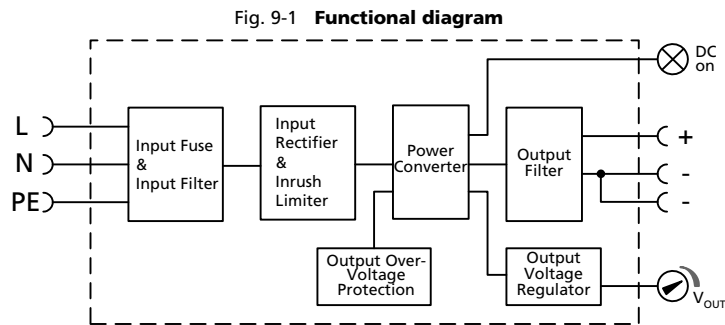 Fig. 9-1 Functional diagram
DC
on
L
N
PE
Input Fuse
&
Input Filter
Input
Rectifier
&
Inrush
Limiter
Power
Converter
Output
Filter
+
-
-
Output Over-
Voltage
Protection
Output
Voltage
Regulator
VOUT